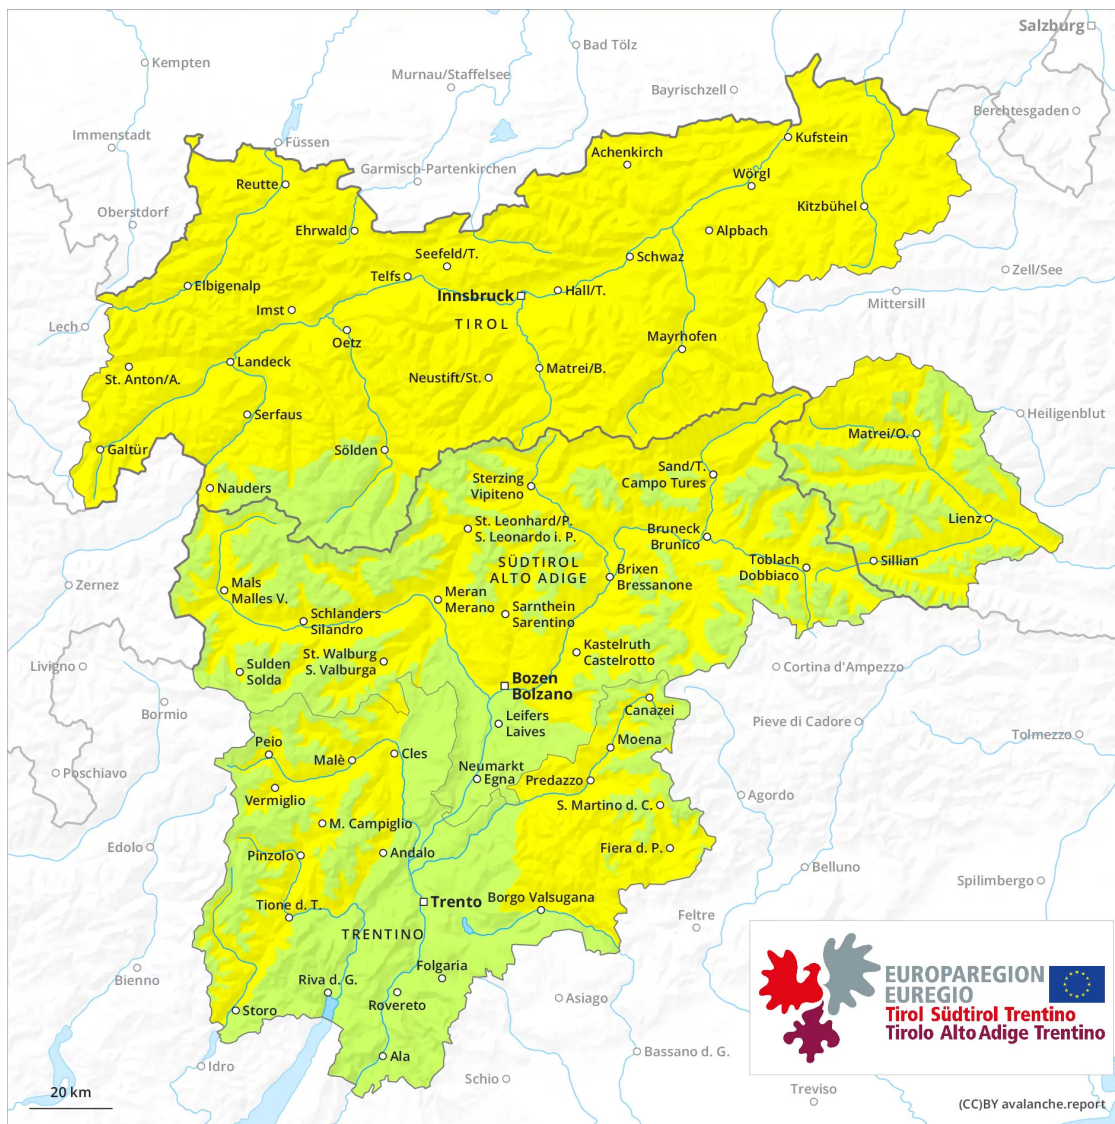 Salzburg
Bad Tölz
Kempten
Murnau/Staffelsee
Bayrischzell
Berchtesgaden
Immenstadt
Füssen
Kufstein
Achenkirch
Garmisch-Partenkirchen
Wörgl
Reutte
Oberstdorf
Kitzbühel
Ehrwald
Alpbach
Seefeld/T.
Schwaz
Zell/See
Telfs
Elbigenalp
Hall/T.
Innsbruck
Mittersill
Imst
TIROL
Lech
Oetz
Mayrhofen
Landeck
Matrei/B.
St. Anton/A.
Neustift/St.
Serfaus
Heiligenblut
Matrei/O.
Galtür
Sölden
Sand/T.
Campo Tures
Sterzing
Vipiteno
Nauders
St. Leonhard/P.
S. Leonardo i. P.
Lienz
Bruneck
Brunico
SÜDTIROL
ALTO ADIGE
Toblach
Dobbiaco
Sillian
Brixen
Bressanone
Zernez
Mals
Malles V.
Meran
Merano
Sarnthein
Sarentino
Schlanders
Silandro
Kastelruth
Castelrotto
St. Walburg
S. Valburga
Livigno
Sulden
Solda
Cortina d'Ampezzo
Bozen
Bolzano
Bormio
Canazei
Leifers
Laives
Pieve di Cadore
Tolmezzo
Moena
Peio
Malè
Cles
Poschiavo
Neumarkt
Egna
Predazzo
Vermiglio
Agordo
S. Martino d. C.
M. Campiglio
Edolo
Pinzolo
Andalo
Fiera d. P.
Belluno
Spilimbergo
Trento
Borgo Valsugana
Tione d. T.
Feltre
TRENTINO
Bienno
Folgaria
Riva d. G.
Rovereto
Asiago
Storo
EUROPAREGION
EUREGIO
Tirol Südtirol Trentino
Tirolo Alto Adige Trentino
Ala
Bassano d. G.
Idro
Schio
Treviso
20 km
(CC)BY avalanche.report